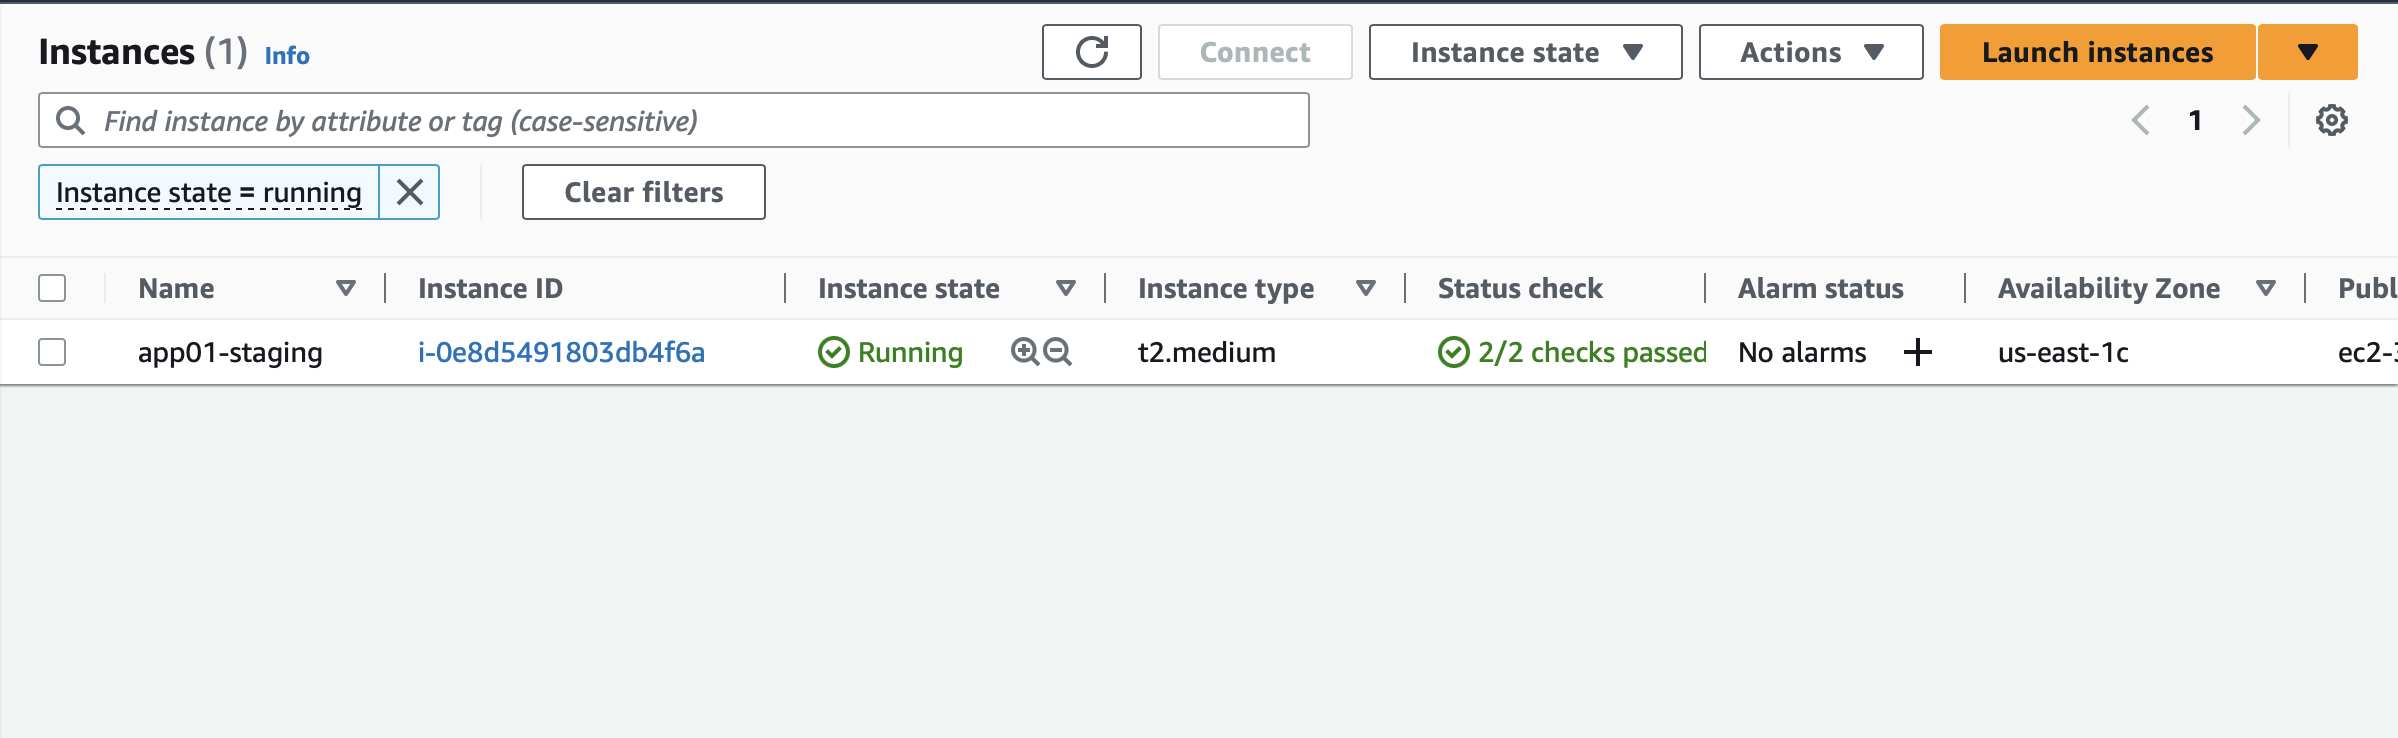 Instances (1) Info Connect Instance state Actions Launch instances
Find instance by attribute or tag (case-sensitive) 1
Instance state = running Clear filters
Name Instance ID Instance state Instance type Status check Alarm status Availability Zone Publ
app01-staging i-0e8d5491803db4f6a Running t2.medium 2/2 checks passed No alarms us-east-1c ec2-3